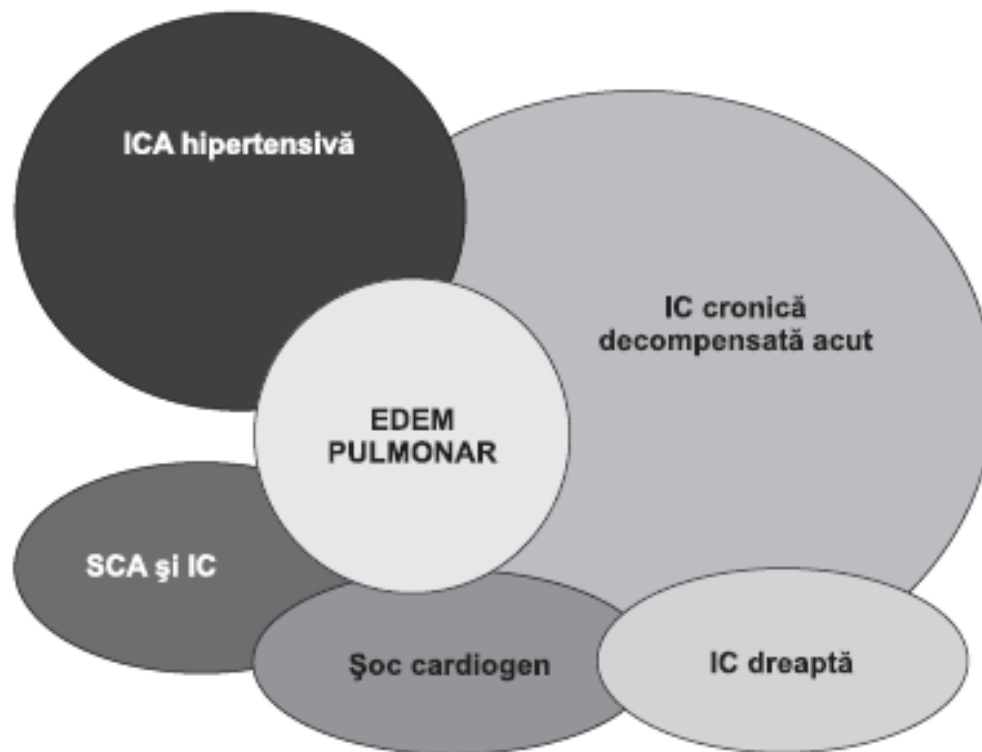 ICA hipertensivă
IC cronică
decompensată acut
EDEM
PULMONAR
SCA şi IC
Şoc cardiogen
IC dreaptă